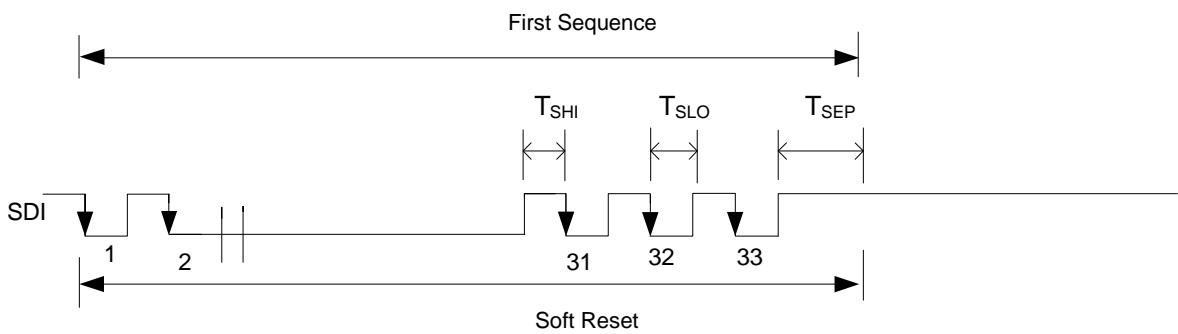 First Sequence
TSHI TSLO TSEP
SDI
1 2 31 32 33
Soft Reset